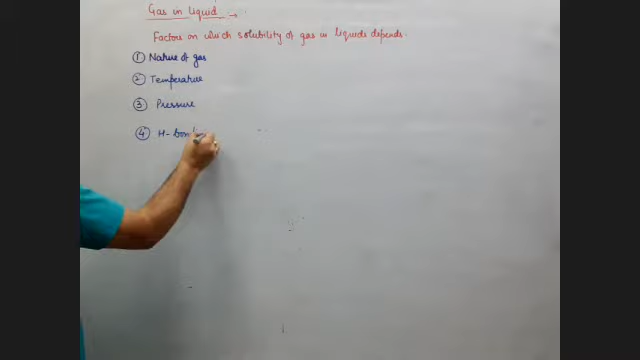 Gas in liquid →
Factors on which solubility of gas in liquids depends.
① Nature of gas
② Temperature
③ Pressure
④ H-bon